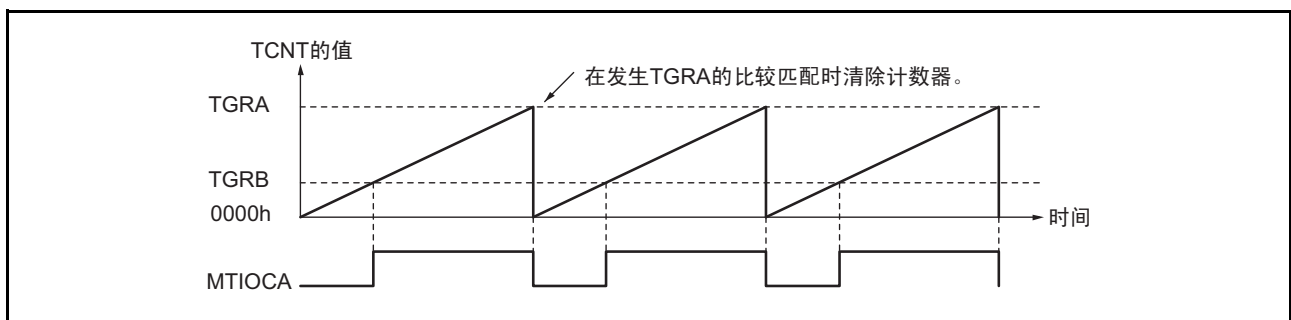 TCNT的值
在发生TGRA的比较匹配时清除计数器。
TGRA
TGRB
0000h
时间
MTIOCA